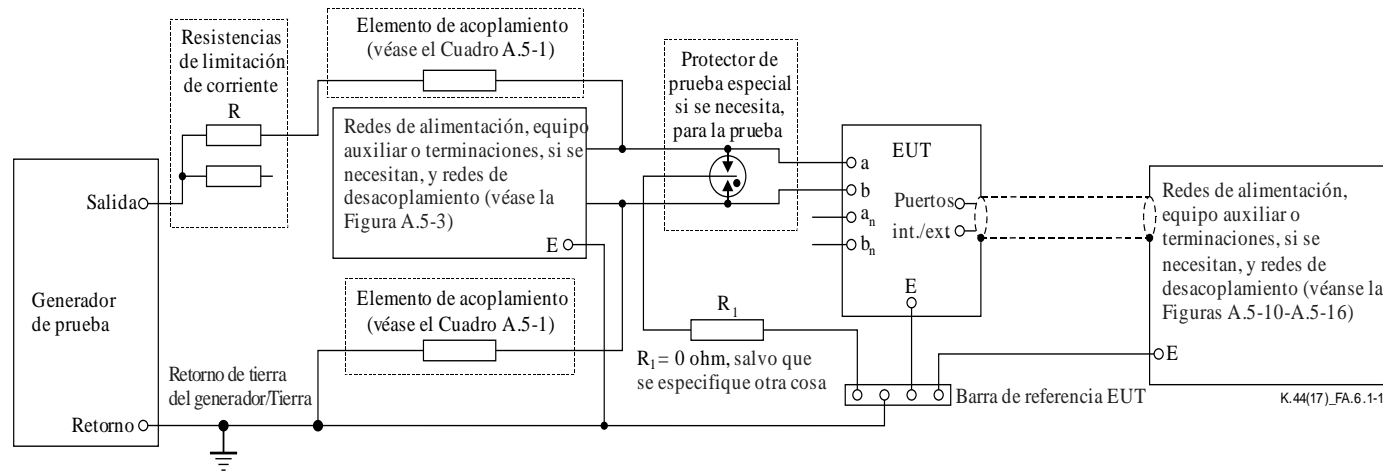 Resistencias
de limitación
de corriente
R
Elemento de acoplamiento
(véase el Cuadro A.5-1)
Redes de alimentación, equipo
auxiliar o terminaciones, si se
necesitan, y redes de
desacoplamiento (véase la
Figura A.5-3)
E
Protector de
prueba especial
si se necesita,
para la prueba
EUT
a
b
an
bn
Puertos
int./ext.
E
Redes de alimentación,
equipo auxiliar o
terminaciones, si se
necesitan, y redes de
desacoplamiento (véanse la
Figuras A.5-10-A.5-16)
E
Salida
Generador
de prueba
Retorno
Elemento de acoplamiento
(véase el Cuadro A.5-1)
Retorno de tierra
del generador/Tierra
R1
R1 = 0 ohm, salvo que
se especifique otra cosa
Barra de referencia EUT
K.44(17)_FA.6.1-1